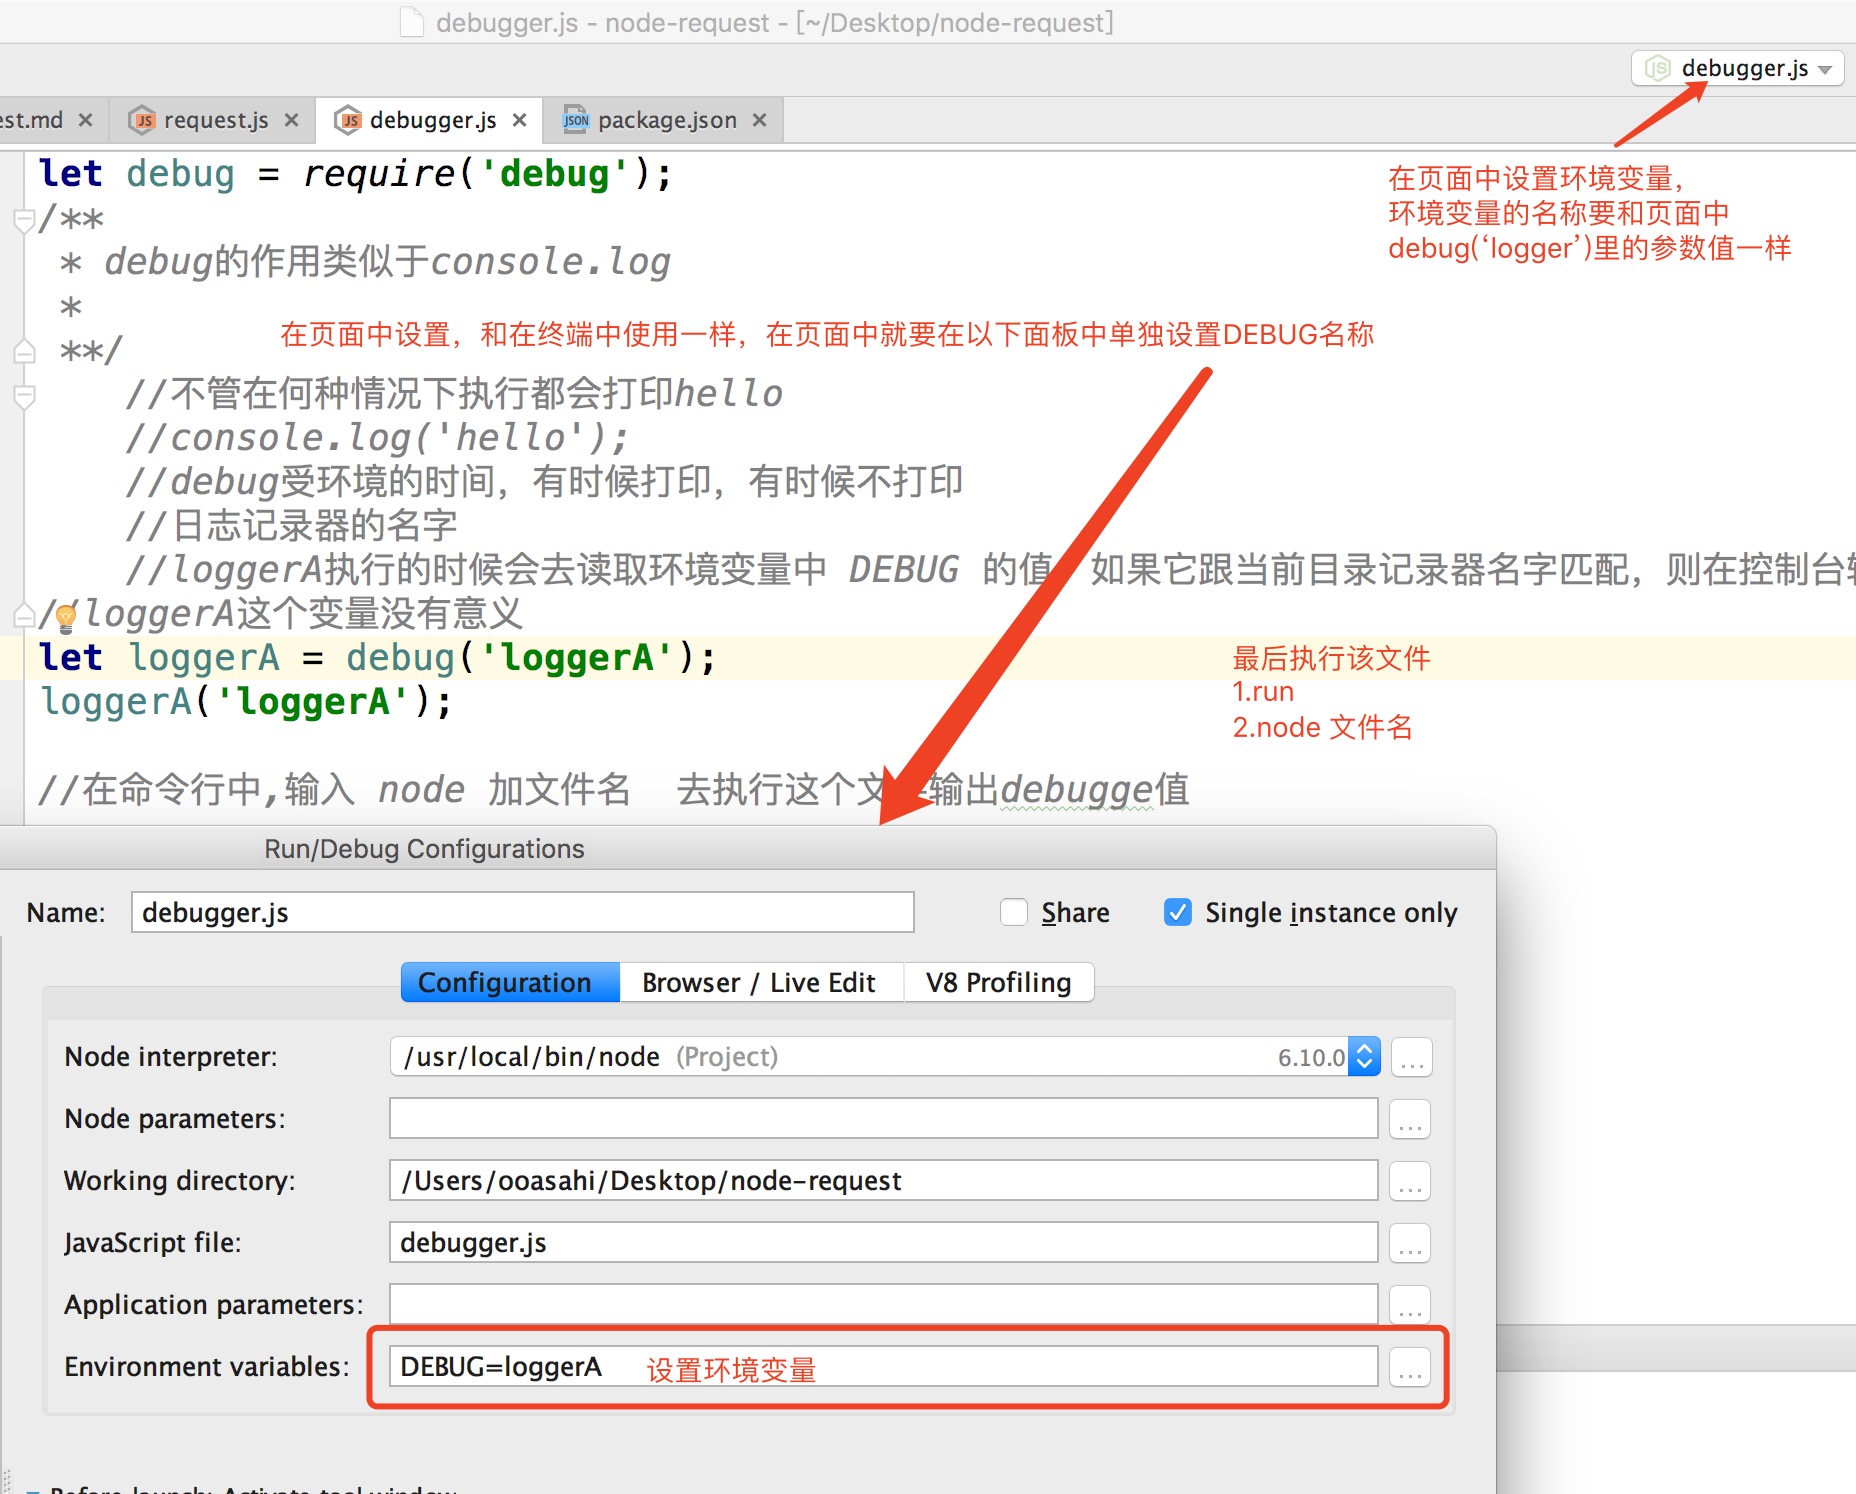 debugger.js - node-request - [~/Desktop/node-request]
debugger.js
est.md × request.js × debugger.js × package.json ×
let debug = require('debug');
/**
* debug的作用类似于console.log
*
**/
在页面中设置环境变量，
环境变量的名称要和页面中
debug(‘logger’)里的参数值一样
在页面中设置，和在终端中使用一样，在页面中就要在以下面板中单独设置DEBUG名称
//不管在何种情况下执行都会打印hello
//console.log('hello');
//debug受环境的时间，有时候打印，有时候不打印
//日志记录器的名字
//loggerA执行的时候会去读取环境变量中 DEBUG 的值 如果它跟当前目录记录器名字匹配，则在控制台
//loggerA这个变量没有意义
let loggerA = debug('loggerA');
loggerA('loggerA');
最后执行该文件
1.run
2.node 文件名
//在命令行中,输入 node 加文件名 去执行这个文 输出debugge值
Run/Debug Configurations
Name: debugger.js Share Single instance only
Configuration Browser / Live Edit V8 Profiling
Node interpreter: /usr/local/bin/node (Project) 6.10.0 ...
Node parameters: ...
Working directory: /Users/ooasahi/Desktop/node-request ...
JavaScript file: debugger.js ...
Application parameters: ...
Environment variables: DEBUG=loggerA 设置环境变量 ...
Before launch: Activate tool window